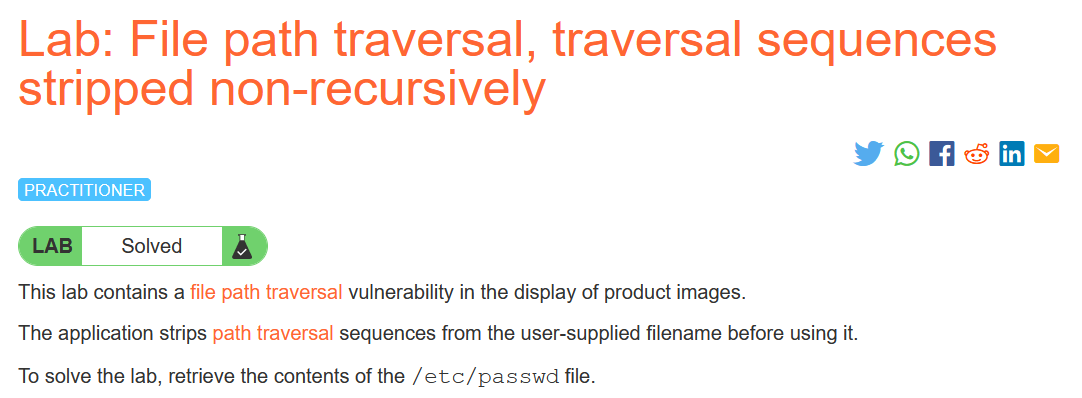 Lab: File path traversal, traversal sequences
stripped non-recursively
PRACTITIONER
LAB Solved
This lab contains a file path traversal vulnerability in the display of product images.
The application strips path traversal sequences from the user-supplied filename before using it.
To solve the lab, retrieve the contents of the /etc/passwd file.